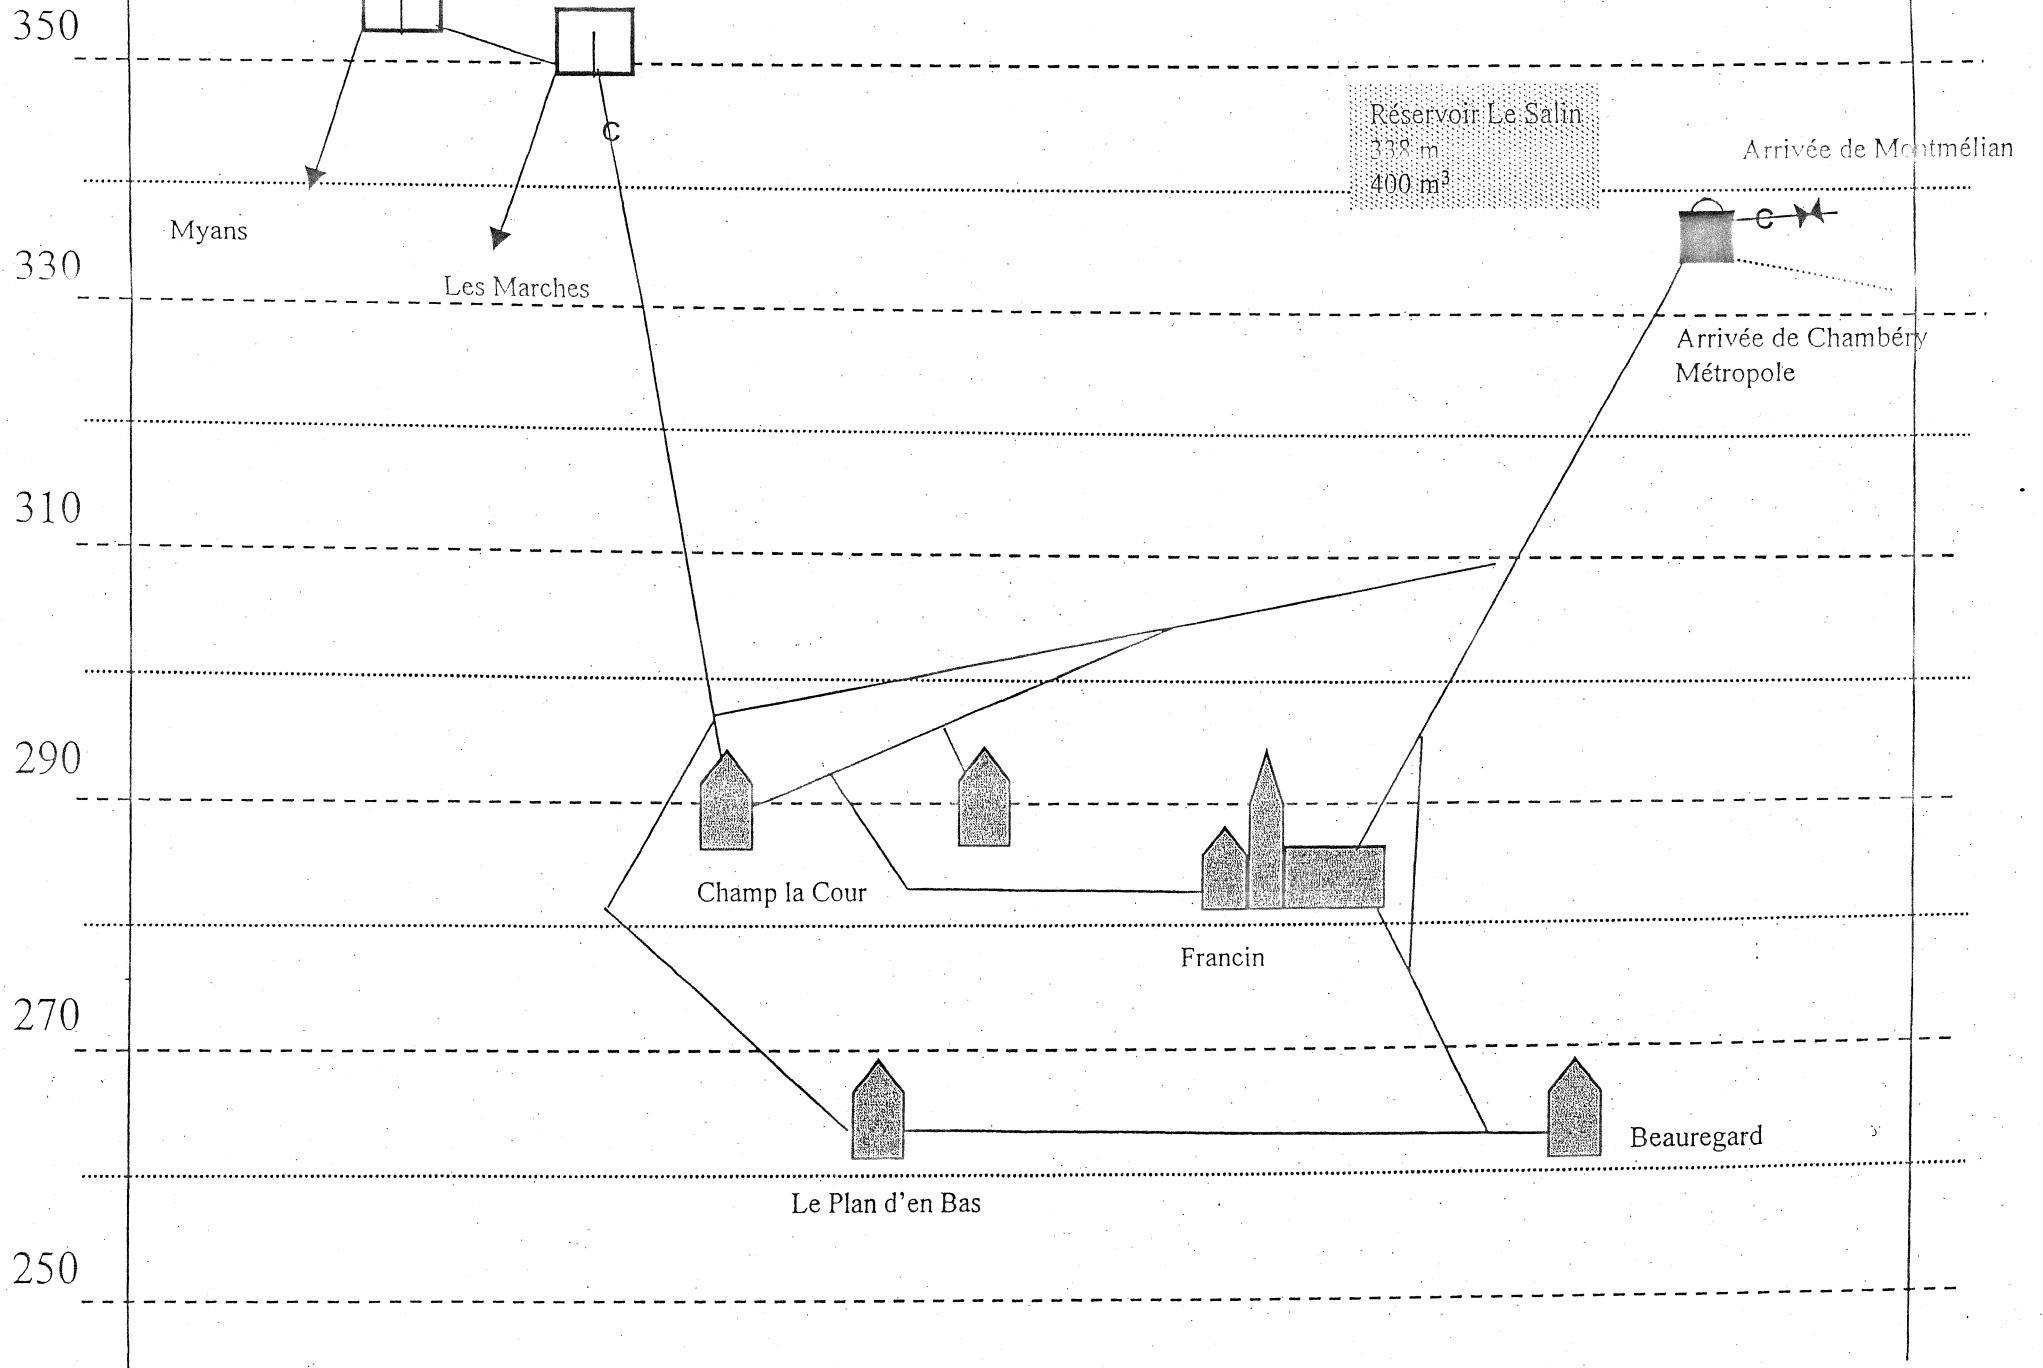 350
C
Réservoir Le Salin
338 m
400 m³
Arrivée de Montmélian
C
Myans
330
Les Marches
Arrivée de Chambéry
Métropole
310
290
Champ la Cour
Francin
270
Beauregard
Le Plan d'en Bas
250